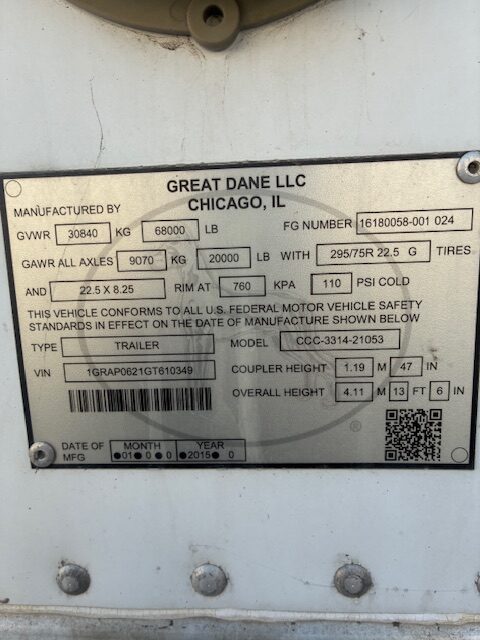 GREAT DANE LLC
CHICAGO, IL
MANUFACTURED BY
FG NUMBER 16180058-001 024
GVWR 30840 KG 68000 LB
GAWR ALL AXLES 9070 KG 20000 LB WITH 295/75R 22.5 G TIRES
AND 22.5 X 8.25 RIM AT 760 KPA 110 PSI COLD
THIS VEHICLE CONFORMS TO ALL U.S. FEDERAL MOTOR VEHICLE SAFETY
STANDARDS IN EFFECT ON THE DATE OF MANUFACTURE SHOWN BELOW
TYPE TRAILER MODEL CCC-3314-21053
VIN 1GRAP0621GT610349 COUPLER HEIGHT 1.19 M 47 IN
OVERALL HEIGHT 4.11 M 13 FT 6 IN
®
DATE OF MFG MONTH YEAR
●01●0●0 ●2015●0